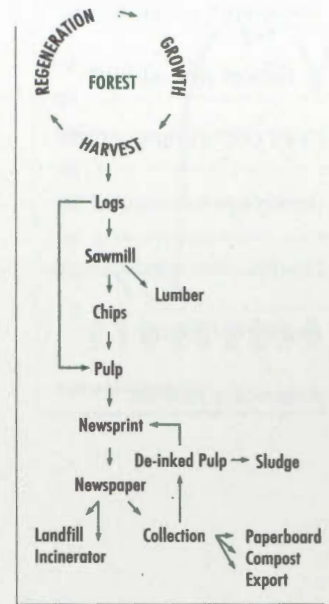 REGENERATION
GROWTH
FOREST
HARVEST
Logs
Sawmill
Lumber
Chips
Pulp
Newsprint
De-inked Pulp
Sludge
Newspaper
Landfill
Incinerator
Collection
Paperboard
Compost
Export